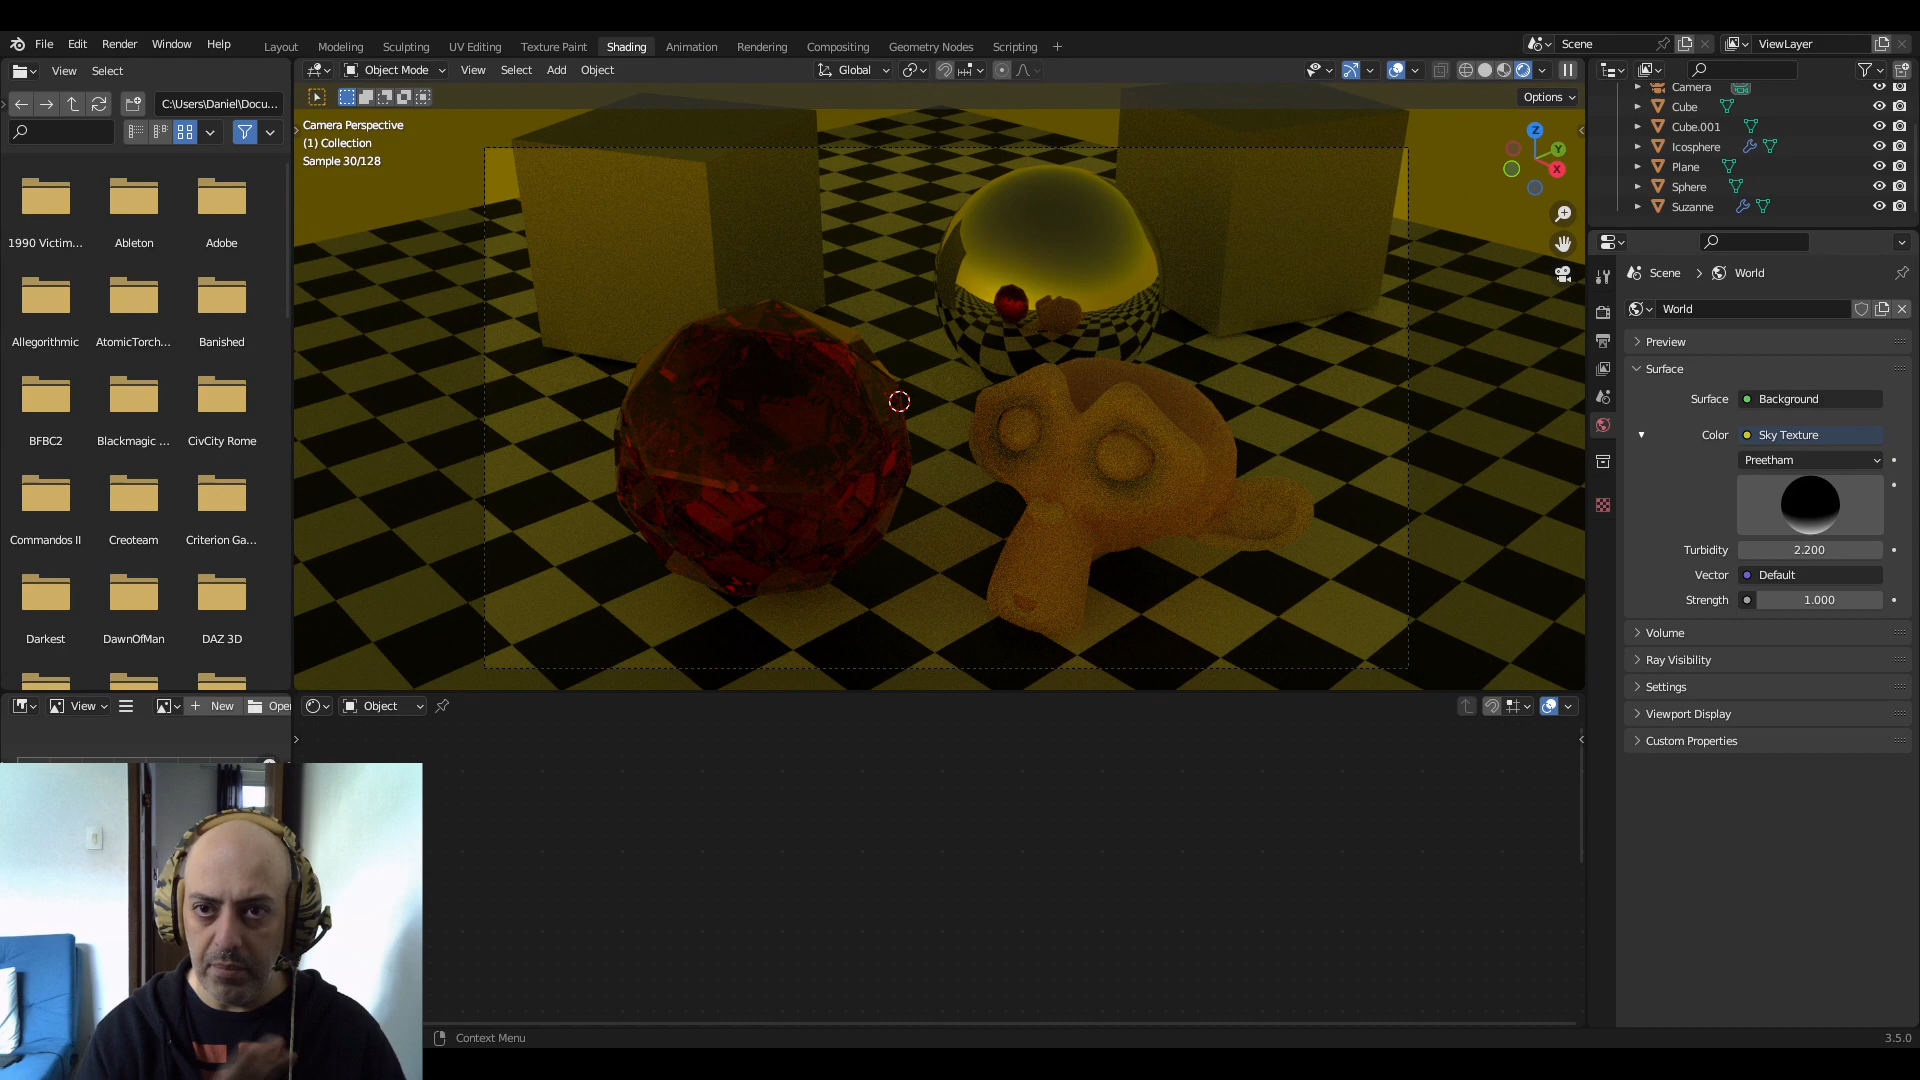 File Edit Render Window Help Layout Modeling Sculpting UV Editing Texture Paint Shading Animation Rendering Compositing Geometry Nodes Scripting + Scene ViewLayer
View Select Object Mode View Select Add Object Global
C:\Users\Daniel\Docu... Options
Camera Perspective
(1) Collection
Sample 30/128
1990 Victim... Ableton Adobe
Allegorithmic AtomicTorch... Banished
BFBC2 Blackmagic ... CivCity Rome
Commandos II Creoteam Criterion Ga...
Darkest DawnOfMan DAZ 3D
Z
Y
X
Camera
Cube
Cube.001
Icosphere
Plane
Sphere
Suzanne
Scene > World
World
Preview
Surface
Surface Background
Color Sky Texture
Preetham
Turbidity 2.200
Vector Default
Strength 1.000
Volume
Ray Visibility
Settings
Viewport Display
Custom Properties
View + New Open Object
Context Menu 3.5.0